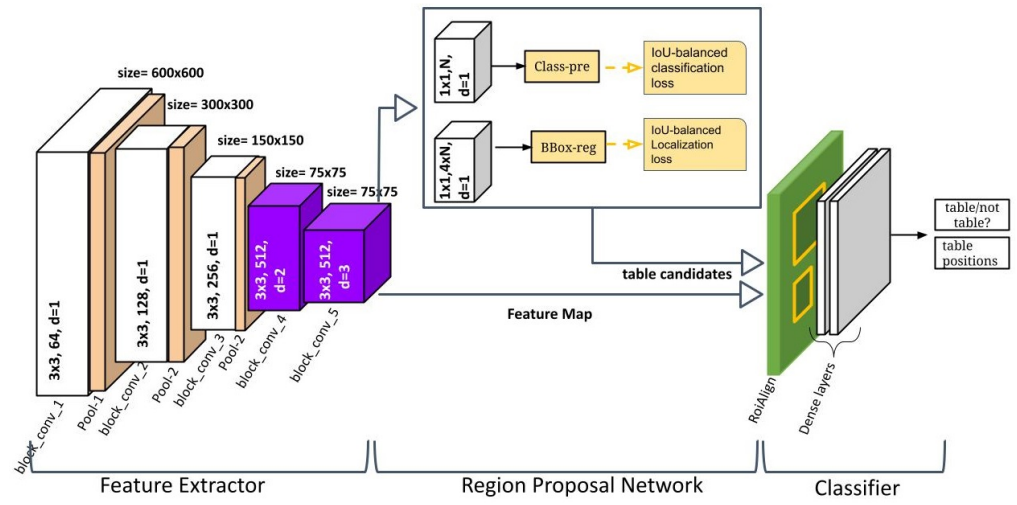 size= 600x600
size= 300x300
size= 150x150
size= 75x75
size= 75x75
3x3, 64, d=1
3x3, 128, d=1
3x3, 256, d=1
3x3, 512,
d=2
3x3, 512,
d=3
block_conv_1
Pool-1
block_conv_2
Pool-2
block_conv_3
Pool-2
block_conv_4
block_conv_5
1x1,N,
d=1
Class-pre
IoU-balanced
classification
loss
1x1,4xN,
d=1
BBox-reg
IoU-balanced
Localization
loss
table candidates
Feature Map
RoiAlign
Dense layers
table/not
table?
table
positions
Feature Extractor
Region Proposal Network
Classifier